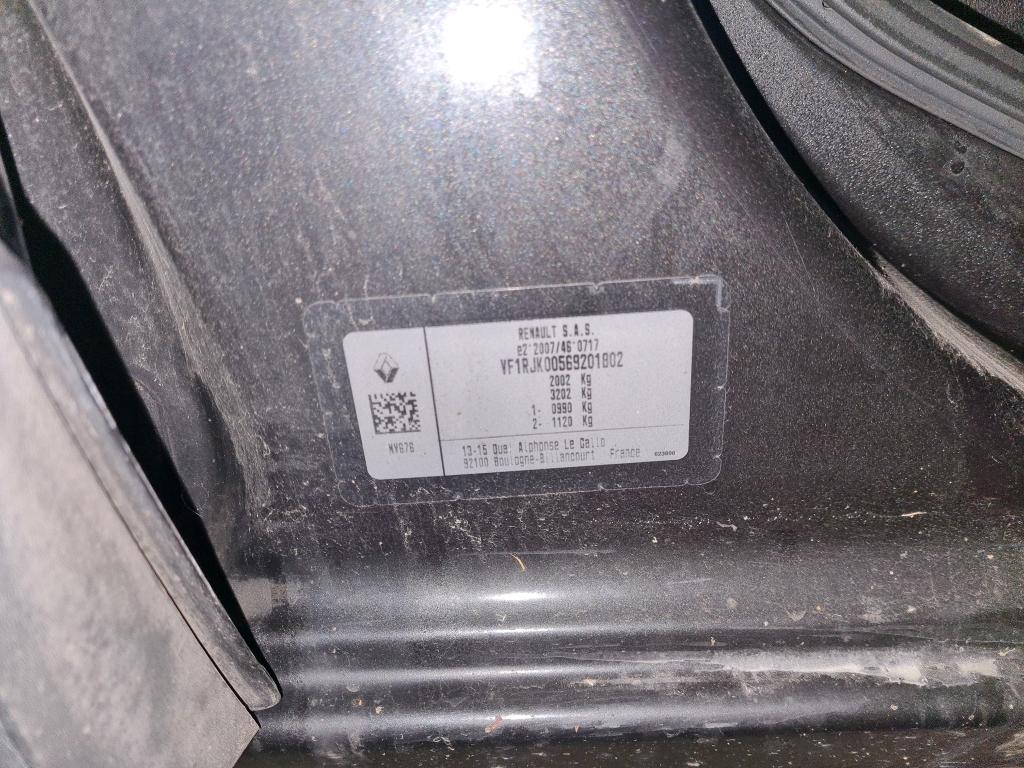 RENAULT S.A.S.
e2*2007/46*0717
VF1RJK00569201802
2002 Kg
3202 Kg
1- 0990 Kg
2- 1120 Kg
NV676
13-15 Quai Alphonse Le Gallo
92100 Boulogne-Billancourt France